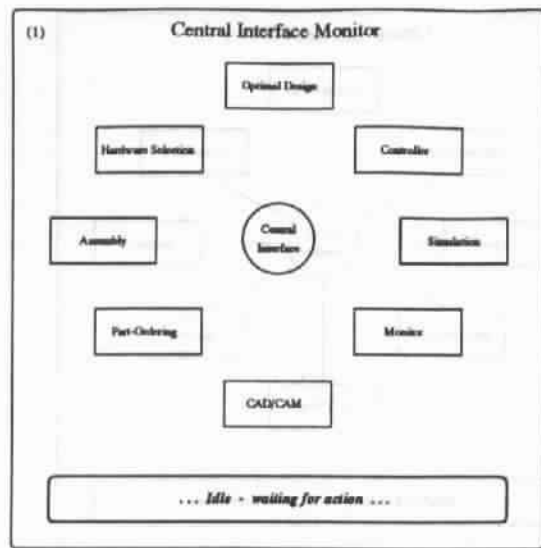 (1) Central Interface Monitor
Optimal Design
Hardware Selection
Controller
Central
Interface
Assembly
Simulation
Part-Ordering
Monitor
CAD/CAM
... Idle - waiting for action ...